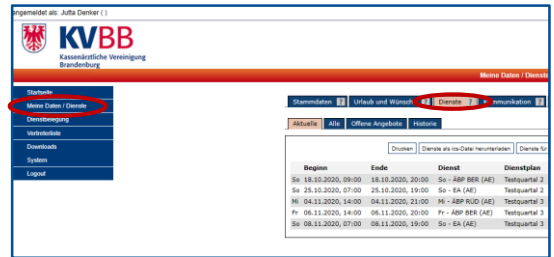 angemeldet als: Jutta Denker ( )
KVBB
Kassenärztliche Vereinigung
Brandenburg
Meine Daten / Dienste
Startseite
Meine Daten / Dienste
Dienstbelegung
Vertreterliste
Downloads
System
Logout
Stammdaten ? Urlaub und Wünsche Dienste ? munikation ?
Aktuelle Alle Offene Angebote Historie
Drucken Dienste als ics-Datei herunterladen Dienste für
Beginn Ende Dienst Dienstplan
So 18.10.2020, 09:00 18.10.2020, 20:00 So - ÄBP BER (AE) Testquartal 2
So 25.10.2020, 07:00 25.10.2020, 19:00 So - EA (AE) Testquartal 2
Mi 04.11.2020, 14:00 04.11.2020, 21:00 Mi - ÄBP RÜD (AE) Testquartal 3
Fr 06.11.2020, 14:00 06.11.2020, 20:00 Fr - ÄBP BER (AE) Testquartal 3
So 08.11.2020, 07:00 08.11.2020, 19:00 So - EA (AE) Testquartal 3